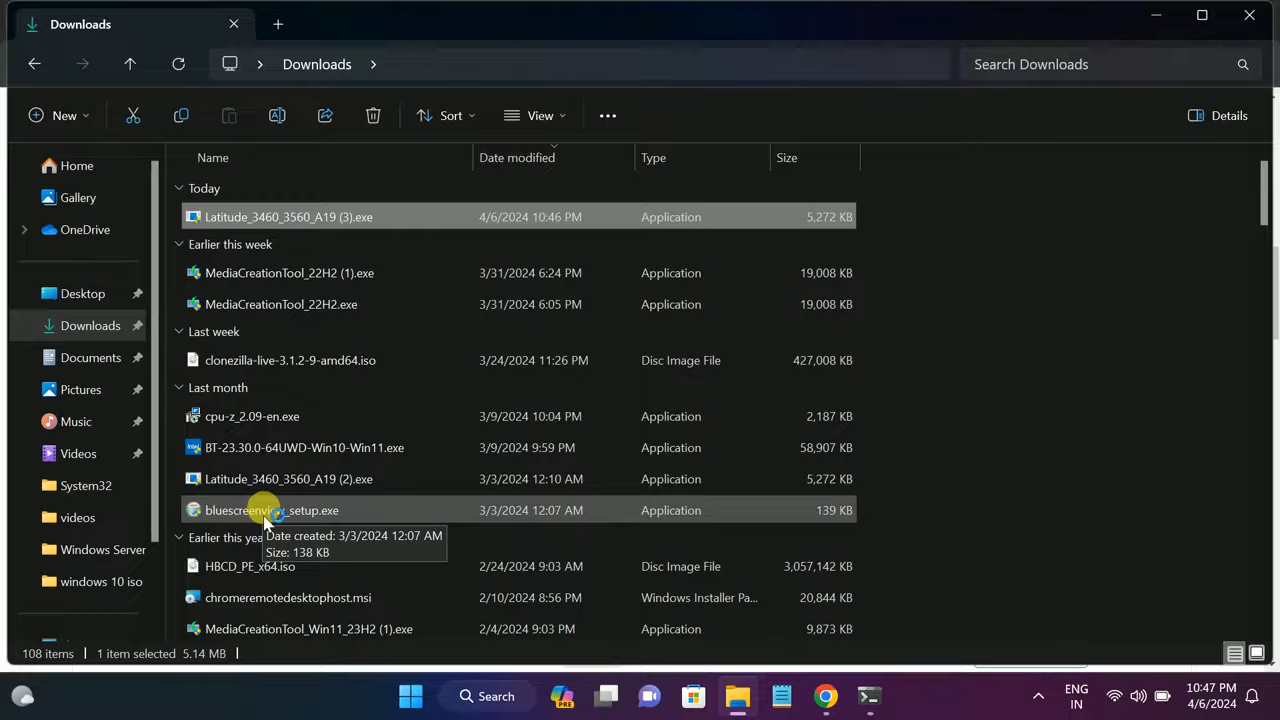 Downloads
Downloads
Search Downloads
New
Sort
View
Details
Name Date modified Type Size
Home
Gallery
OneDrive
Desktop
Downloads
Documents
Pictures
Music
Videos
System32
videos
Windows Server
windows 10 iso
Today
Latitude_3460_3560_A19 (3).exe 4/6/2024 10:46 PM Application 5,272 KB
Earlier this week
MediaCreationTool_22H2 (1).exe 3/31/2024 6:24 PM Application 19,008 KB
MediaCreationTool_22H2.exe 3/31/2024 6:05 PM Application 19,008 KB
Last week
clonezilla-live-3.1.2-9-amd64.iso 3/24/2024 11:26 PM Disc Image File 427,008 KB
Last month
cpu-z_2.09-en.exe 3/9/2024 10:04 PM Application 2,187 KB
BT-23.30.0-64UWD-Win10-Win11.exe 3/9/2024 9:59 PM Application 58,907 KB
Latitude_3460_3560_A19 (2).exe 3/3/2024 12:10 AM Application 5,272 KB
bluescreenview_setup.exe 3/3/2024 12:07 AM Application 139 KB
Date created: 3/3/2024 12:07 AM
Size: 138 KB
Earlier this yea
HBCD_PE_x64.iso 2/24/2024 9:03 AM Disc Image File 3,057,142 KB
chromeremotedesktophost.msi 2/10/2024 8:56 PM Windows Installer Pa... 20,844 KB
MediaCreationTool_Win11_23H2 (1).exe 2/4/2024 9:03 PM Application 9,873 KB
108 items 1 item selected 5.14 MB
Search
PRE
ENG
IN
10:47 PM
4/6/2024